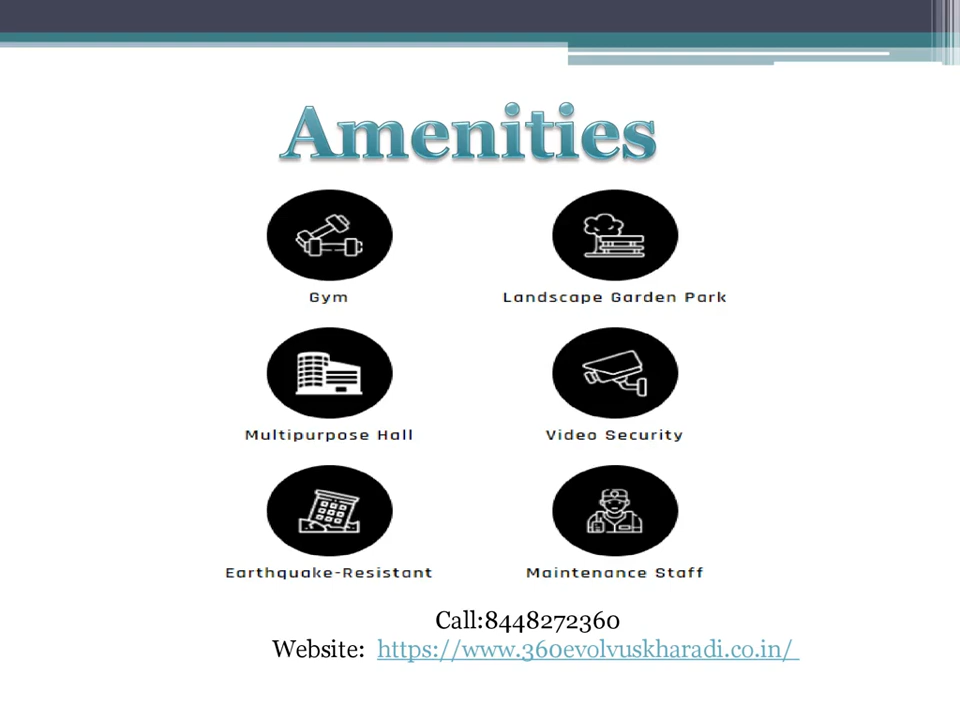 Amenities
Gym
Landscape Garden Park
Multipurpose Hall
Video Security
Earthquake-Resistant
Maintenance Staff
Call:8448272360
Website: https://www.360evolvuskharadi.co.in/